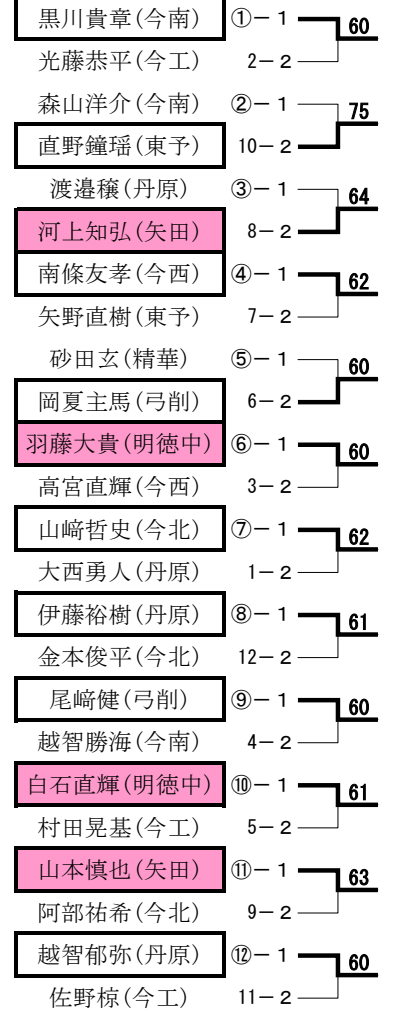 黒川貴章(今南) ①－1 60
光藤恭平(今工) 2－2
森山洋介(今南) ②－1 75
直野鐘瑶(東予) 10－2
渡邉穣(丹原) ③－1 64
河上知弘(矢田) 8－2
南條友孝(今西) ④－1 62
矢野直樹(東予) 7－2
砂田玄(精華) ⑤－1 60
岡夏主馬(弓削) 6－2
羽藤大貴(明徳中) ⑥－1 60
高宮直輝(今西) 3－2
山﨑哲史(今北) ⑦－1 62
大西勇人(丹原) 1－2
伊藤裕樹(丹原) ⑧－1 61
金本俊平(今北) 12－2
尾﨑健(弓削) ⑨－1 60
越智勝海(今南) 4－2
白石直輝(明徳中) ⑩－1 61
村田晃基(今工) 5－2
山本慎也(矢田) ⑪－1 63
阿部祐希(今北) 9－2
越智郁弥(丹原) ⑫－1 60
佐野椋(今工) 11－2